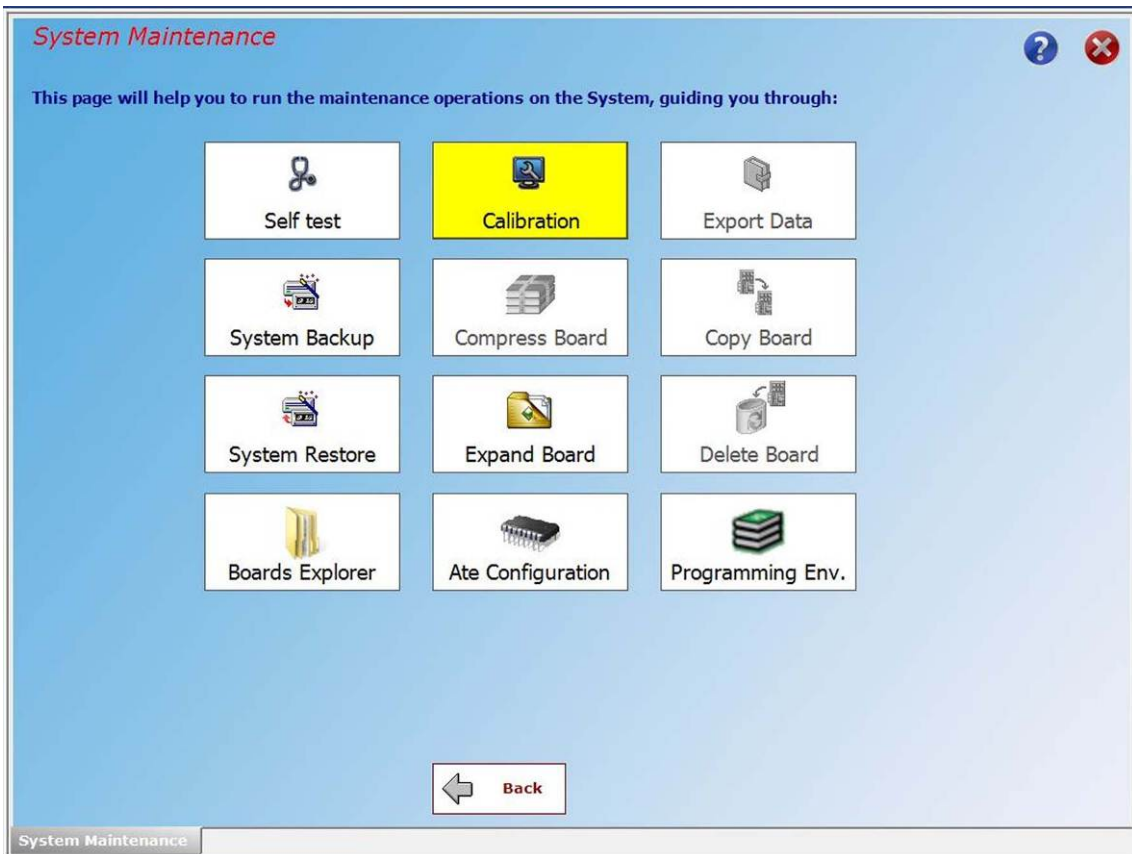 System Maintenance
?
This page will help you to run the maintenance operations on the System, guiding you through:
Self test
Calibration
Export Data
System Backup
Compress Board
Copy Board
System Restore
Expand Board
Delete Board
Boards Explorer
Ate Configuration
Programming Env.
Back
System Maintenance